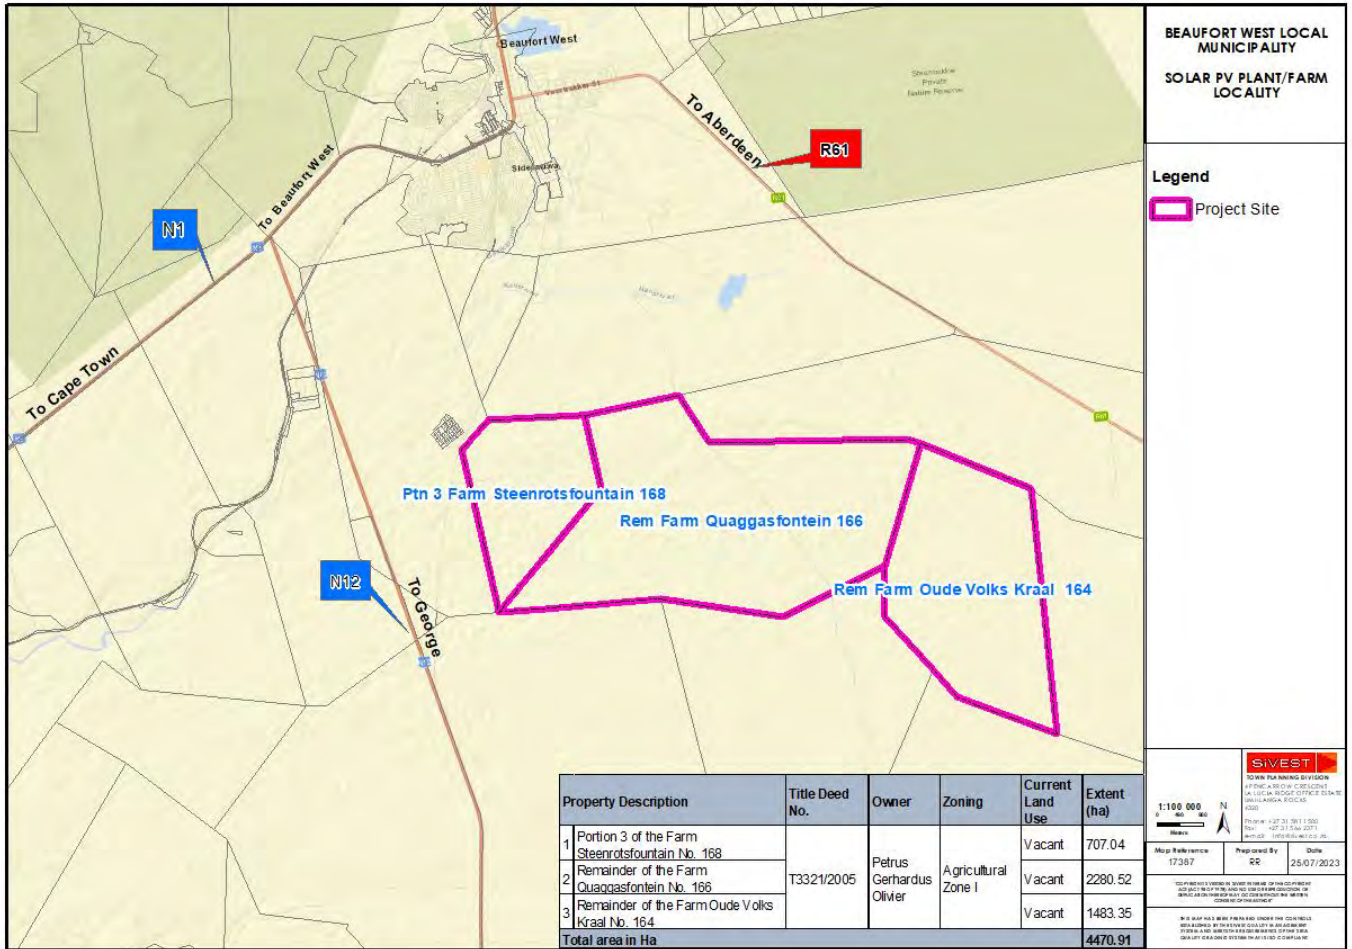 BEAUFORT WEST LOCAL
MUNICIPALITY
SOLAR PV PLANT/FARM
LOCALITY
Legend
Project Site
Beaufort West
To Aberdeen
R61
To Beaufort West
N1
To Cape Town
N12
To George
Ptn 3 Farm Steenrotsfountain 168
Rem Farm Quaggasfontein 166
Rem Farm Oude Volks Kraal 164
Property Description
Title Deed
No.
Owner
Zoning
Current
Land
Use
Extent
(ha)
1 Portion 3 of the Farm
Steenrotsfountain No. 168
Vacant 707.04
2 Remainder of the Farm
Quaggasfontein No. 166
Vacant 2280.52
3 Remainder of the Farm Oude Volks
Kraal No. 164
Vacant 1483.35
T3321/2005
Petrus
Gerhardus
Olivier
Agricultural
Zone I
Total area in Ha 4470.91
1:100 000
N
SiVEST
TOWN PLANNING DIVISION
Map Reference
17387
Prepared By
RR
Date
25/07/2023